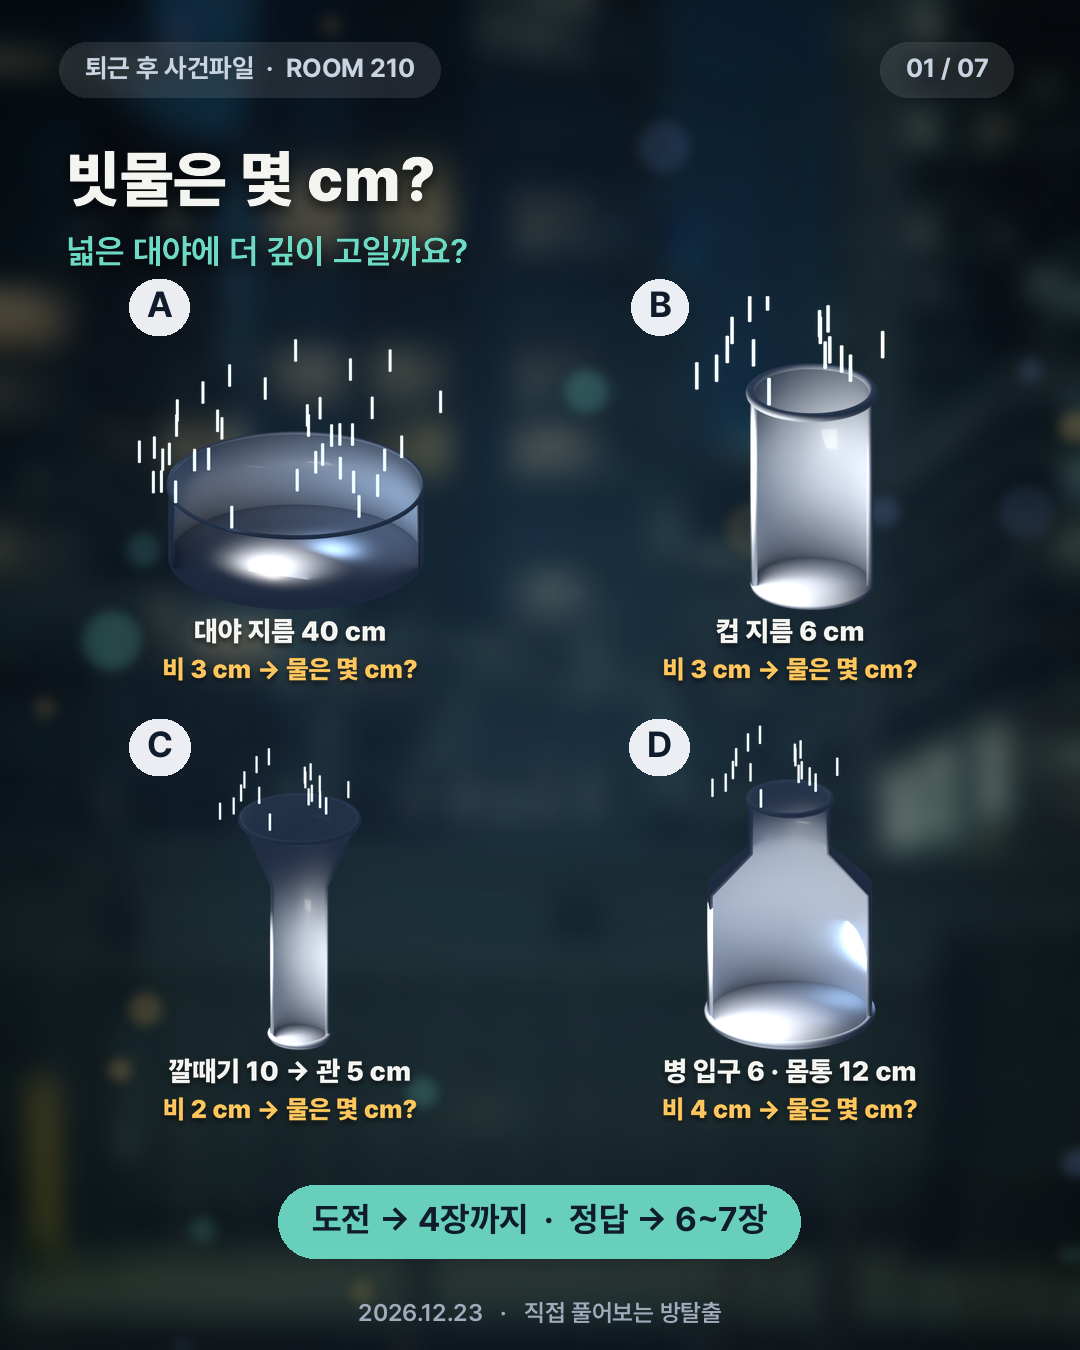 퇴근 후 사건파일 · ROOM 210
01 / 07
빗물은 몇 cm?
넓은 대야에 더 깊이 고일까요?
A
B
대야 지름 40 cm
비 3 cm → 물은 몇 cm?
컵 지름 6 cm
비 3 cm → 물은 몇 cm?
C
D
깔때기 10 → 관 5 cm
비 2 cm → 물은 몇 cm?
병 입구 6 · 몸통 12 cm
비 4 cm → 물은 몇 cm?
도전 → 4장까지 · 정답 → 6~7장
2026.12.23 · 직접 풀어보는 방탈출